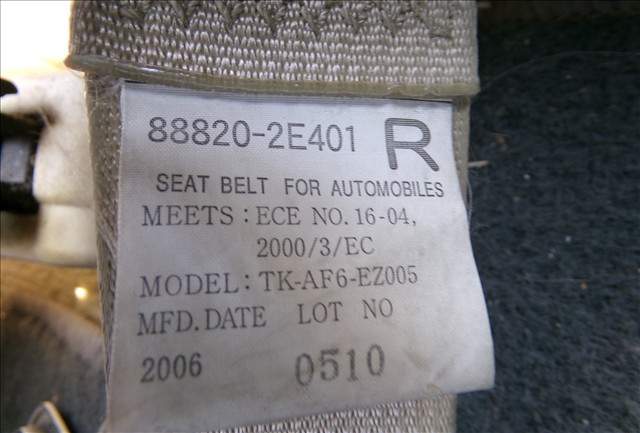 88820-2E401 R
SEAT BELT FOR AUTOMOBILES
MEETS : ECE NO. 16-04,
2000/3/EC
MODEL: TK-AF6-EZ005
MFD. DATE LOT NO
2006 0510